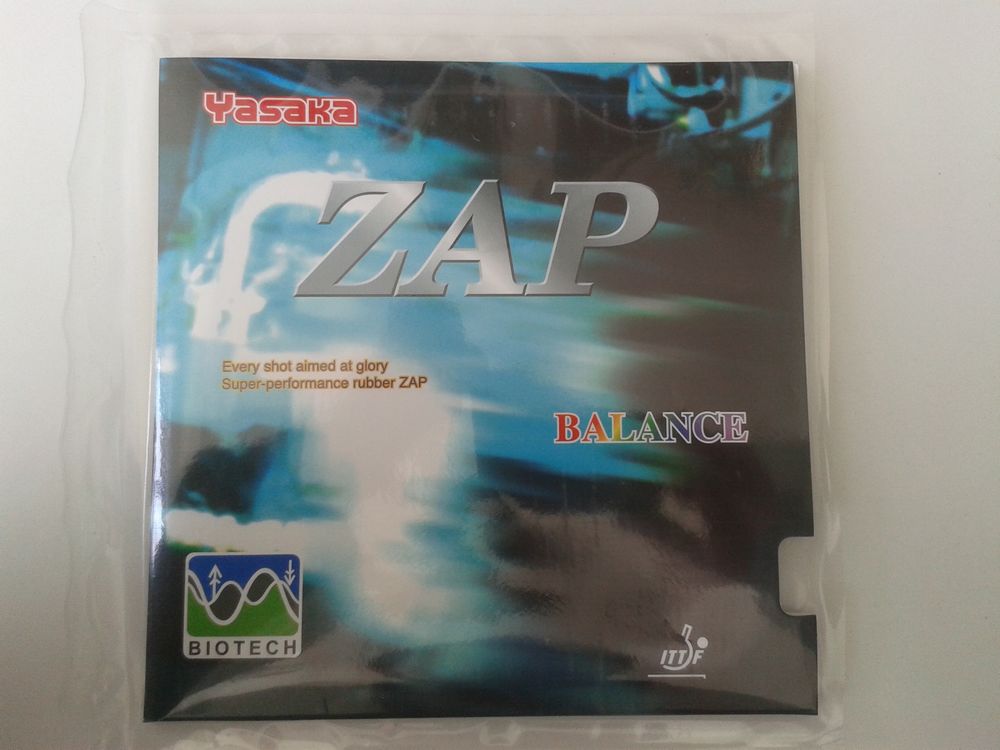 Yasaka
ZAP
Every shot aimed at glory
Super-performance rubber ZAP
BALANCE
BIOTECH
ITTF